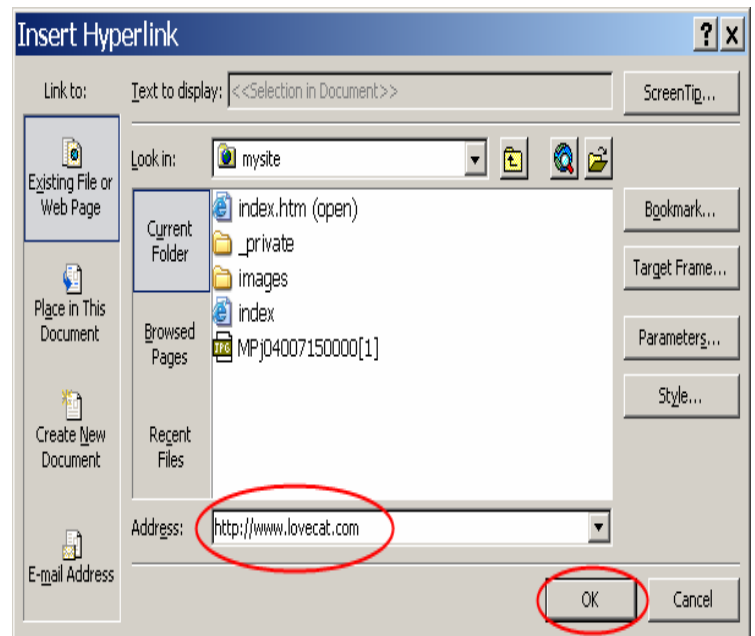 Insert Hyperlink
Link to:
Text to display: <<Selection in Document>>
ScreenTip...
Existing File or
Web Page
Look in: mysite
Current
Folder
index.htm (open)
_private
images
index
MPj04007150000[1]
Bookmark...
Target Frame...
Place in This
Document
Browsed
Pages
Parameters...
Style...
Create New
Document
Recent
Files
Address: http://www.lovecat.com
E-mail Address
OK
Cancel